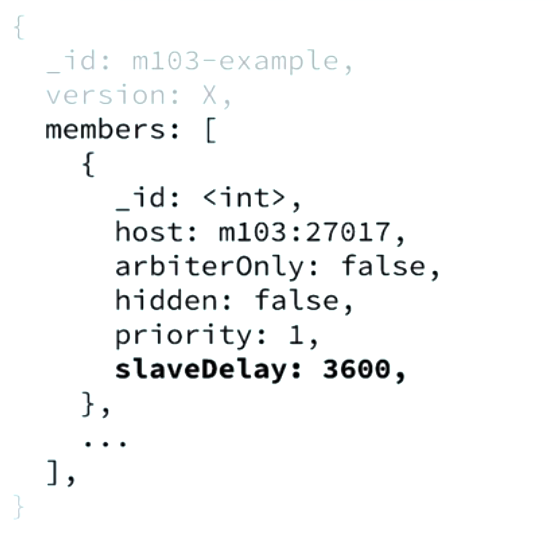 {
  _id: m103-example,
  version: X,
  members: [
    {
      _id: <int>,
      host: m103:27017,
      arbiterOnly: false,
      hidden: false,
      priority: 1,
      slaveDelay: 3600,
    },
    ...
  ],
}